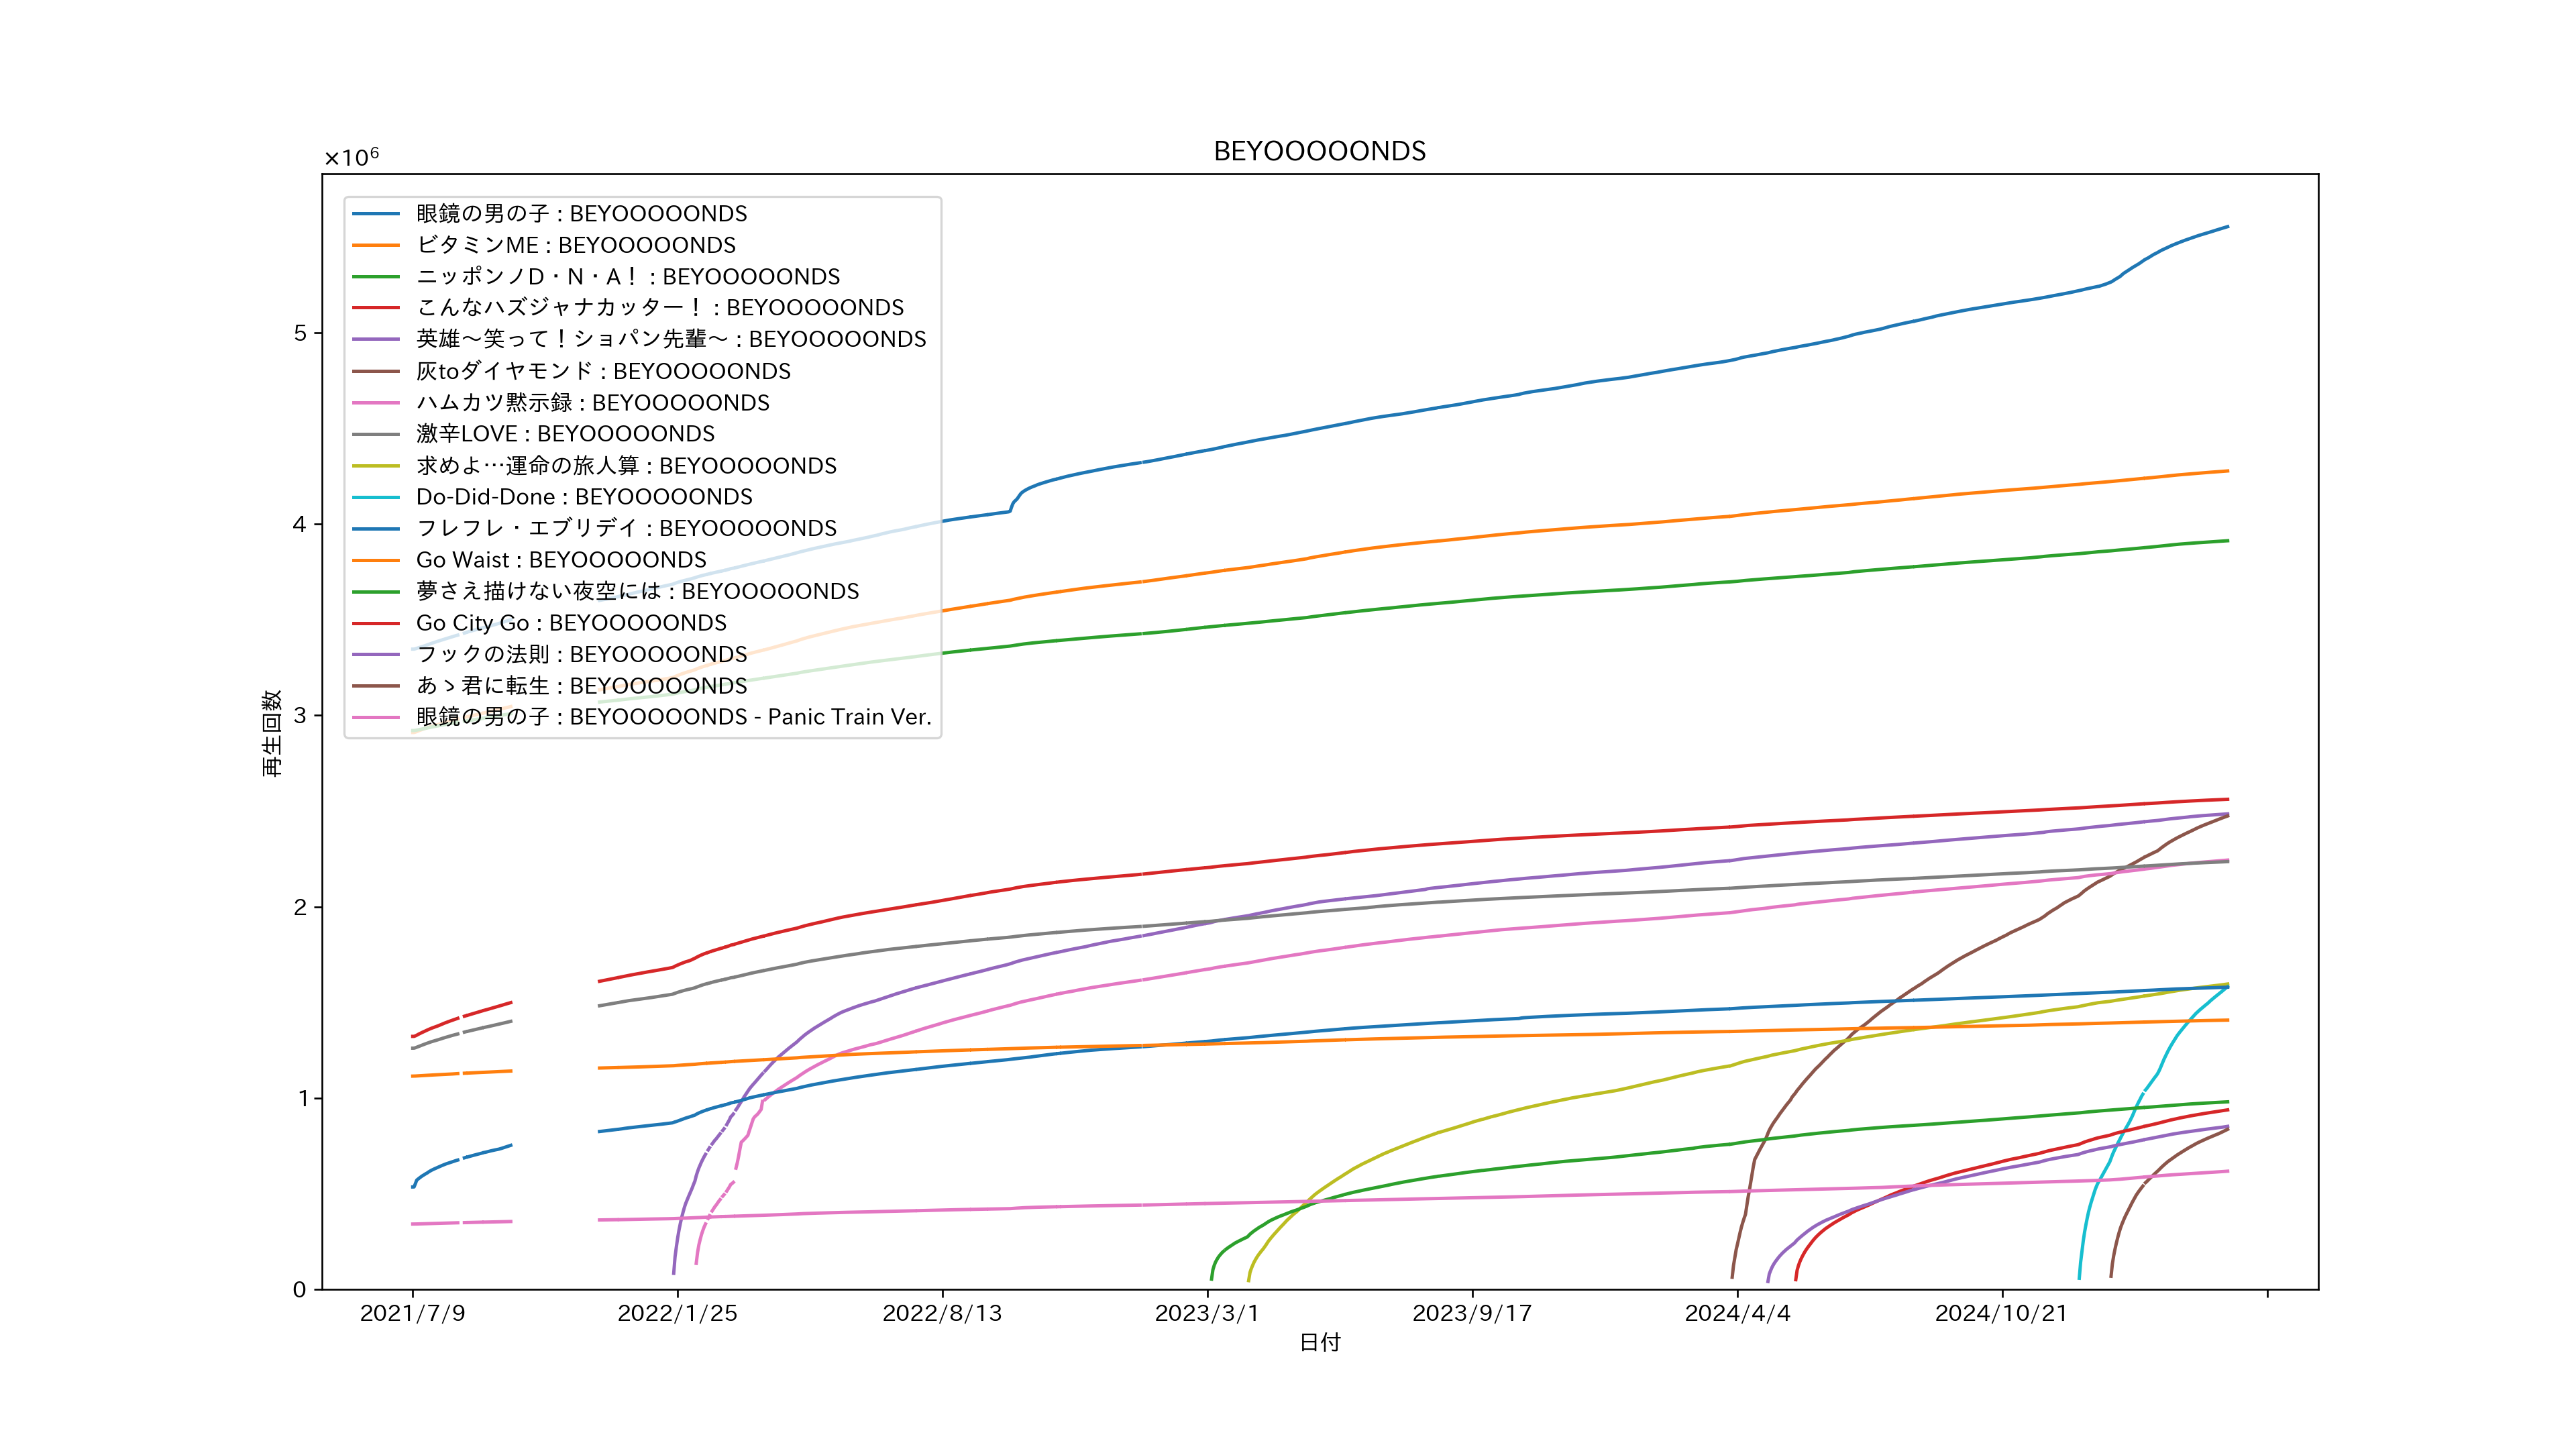 BEYOOOOONDS
×10⁶
眼鏡の男の子 : BEYOOOOONDS
ビタミンME : BEYOOOOONDS
ニッポンノD・N・A！ : BEYOOOOONDS
こんなハズジャナカッター！ : BEYOOOOONDS
英雄〜笑って！ショパン先輩〜 : BEYOOOOONDS
灰toダイヤモンド : BEYOOOOONDS
ハムカツ黙示録 : BEYOOOOONDS
激辛LOVE : BEYOOOOONDS
求めよ…運命の旅人算 : BEYOOOOONDS
Do-Did-Done : BEYOOOOONDS
フレフレ・エブリデイ : BEYOOOOONDS
Go Waist : BEYOOOOONDS
夢さえ描けない夜空には : BEYOOOOONDS
Go City Go : BEYOOOOONDS
フックの法則 : BEYOOOOONDS
あゝ君に転生 : BEYOOOOONDS
眼鏡の男の子 : BEYOOOOONDS - Panic Train Ver.
再生回数
5
4
3
2
1
0
2021/7/9
2022/1/25
2022/8/13
2023/3/1
2023/9/17
2024/4/4
2024/10/21
日付